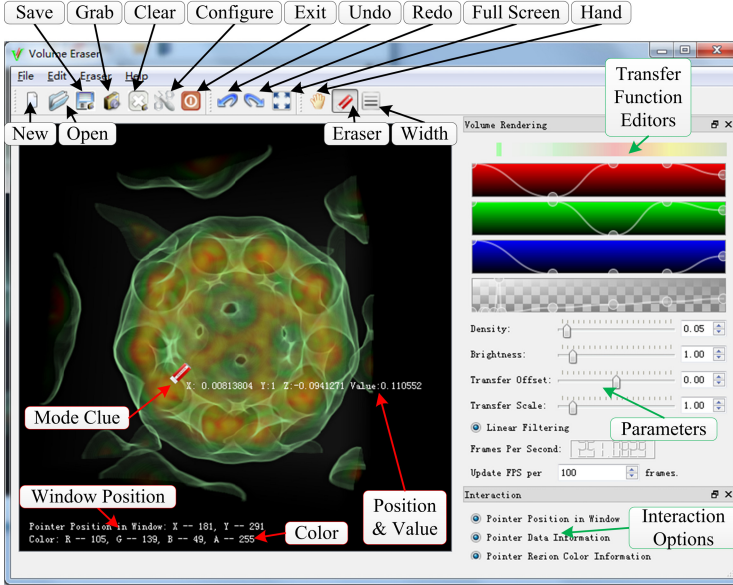 Save Grab Clear Configure Exit Undo Redo Full Screen Hand
Volume Eraser
File Edit Eraser Help
New Open Eraser Width
Transfer
Function
Editors
Volume Rendering
Density: 0.05
Brightness: 1.00
Transfer Offset: 0.00
Transfer Scale: 1.00
Linear Filtering
Parameters
Frames Per Second:
Update FPS per 100 frames.
Interaction
Pointer Position in Window
Pointer Data Information
Pointer Region Color Information
Interaction
Options
X: 0.00813804 Y:1 Z:-0.0941271 Value:0.110552
Mode Clue
Window Position
Position
& Value
Color
Pointer Position in Window: X -- 181, Y -- 291
Color: R -- 105, G -- 139, B -- 49, A -- 255